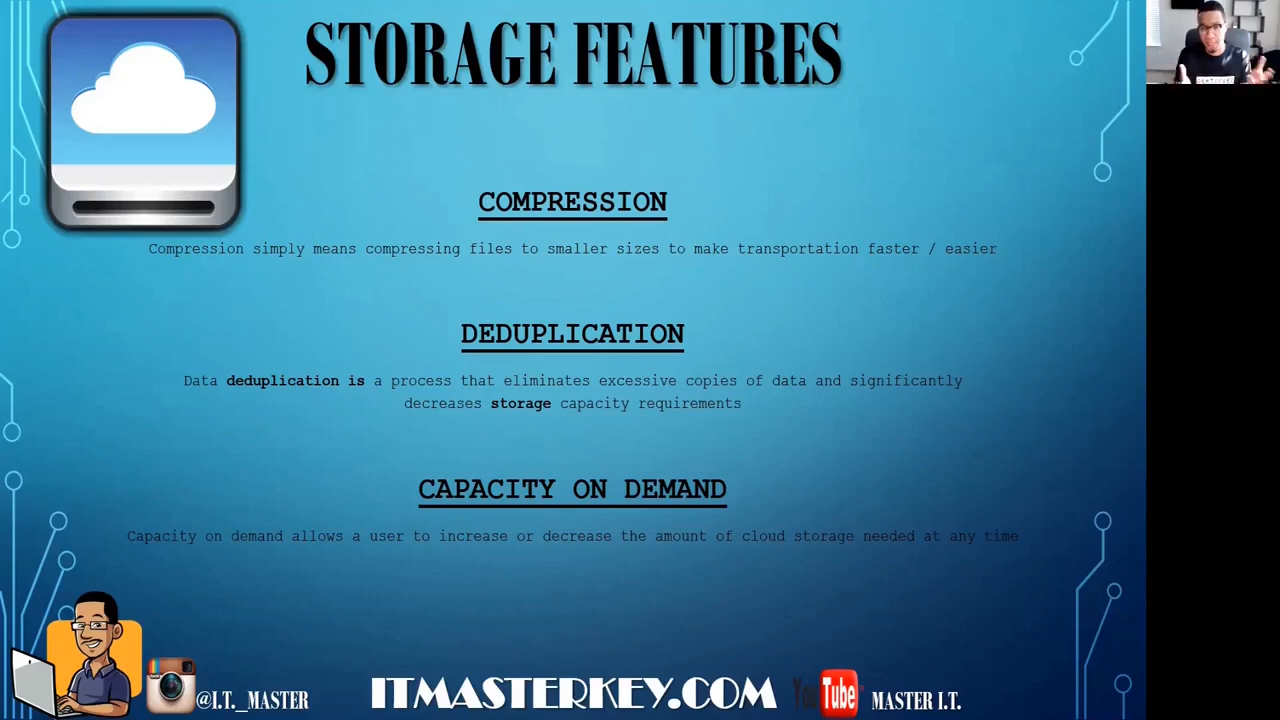 STORAGE FEATURES
COMPRESSION
Compression simply means compressing files to smaller sizes to make transportation faster / easier
DEDUPLICATION
Data deduplication is a process that eliminates excessive copies of data and significantly
decreases storage capacity requirements
CAPACITY ON DEMAND
Capacity on demand allows a user to increase or decrease the amount of cloud storage needed at any time
@I.T._MASTER
ITMASTERKEY.COM
YouTube
MASTER I.T.